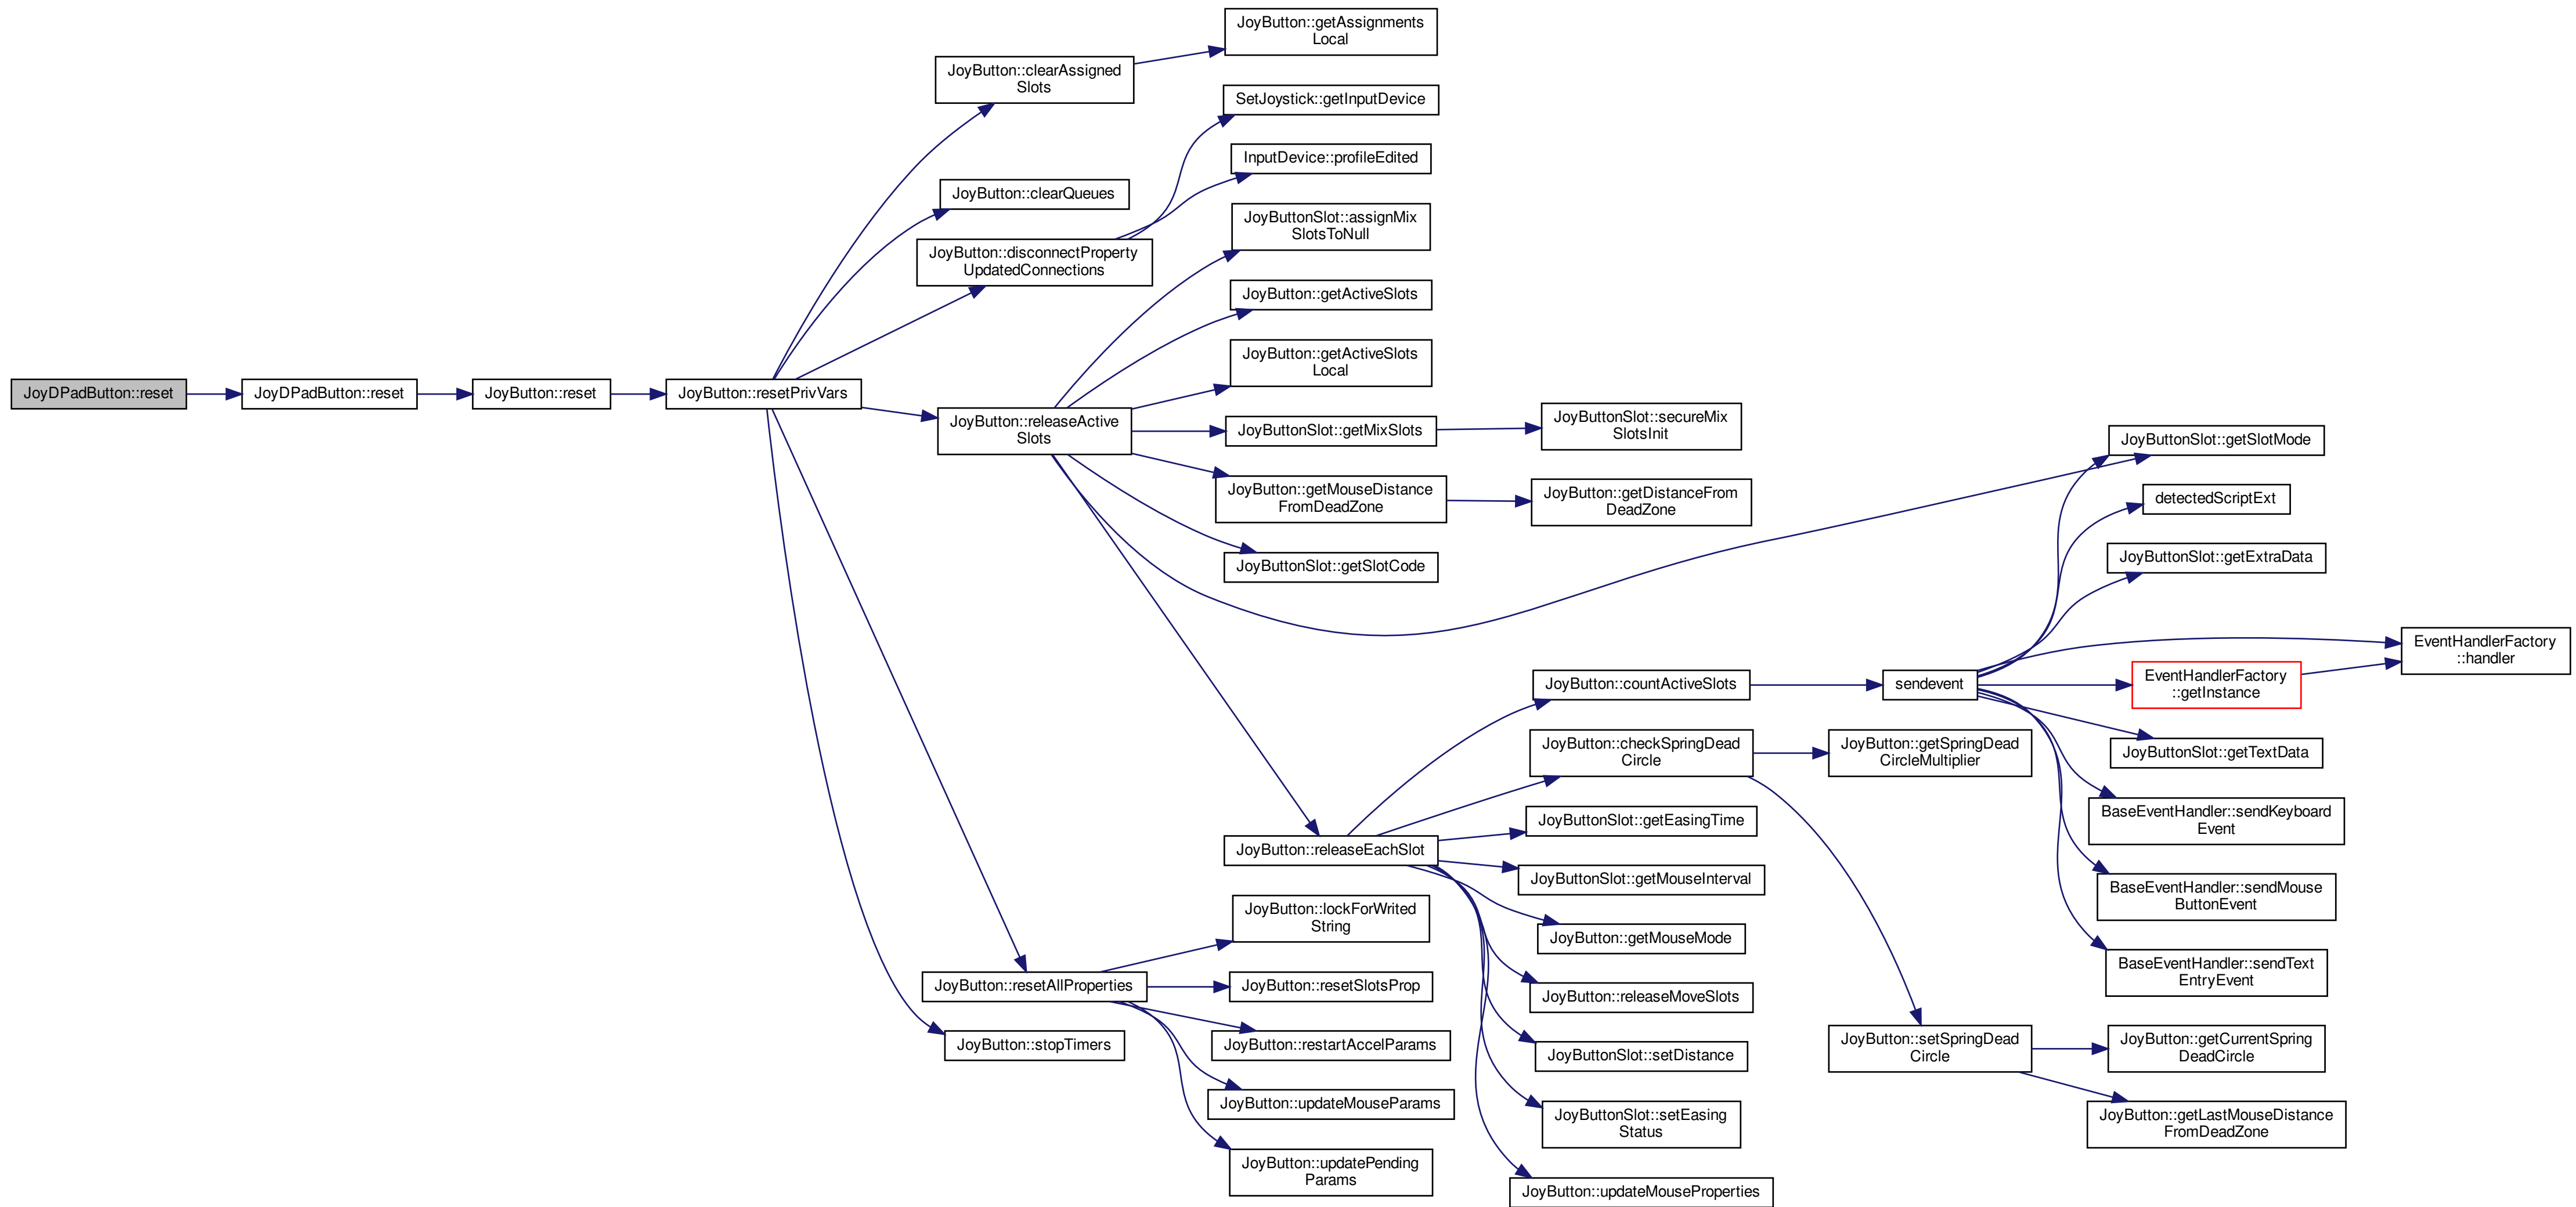 JoyButton::getAssignments
Local
JoyButton::clearAssigned
Slots
SetJoystick::getInputDevice
InputDevice::profileEdited
JoyButton::clearQueues
JoyButtonSlot::assignMix
SlotsToNull
JoyButton::disconnectProperty
UpdatedConnections
JoyButton::getActiveSlots
JoyButton::getActiveSlots
Local
JoyDPadButton::reset
JoyDPadButton::reset
JoyButton::reset
JoyButton::resetPrivVars
JoyButton::releaseActive
Slots
JoyButtonSlot::getMixSlots
JoyButtonSlot::secureMix
SlotsInit
JoyButtonSlot::getSlotMode
JoyButton::getMouseDistance
FromDeadZone
JoyButton::getDistanceFrom
DeadZone
detectedScriptExt
JoyButtonSlot::getSlotCode
JoyButtonSlot::getExtraData
EventHandlerFactory
::handler
JoyButton::countActiveSlots
sendevent
EventHandlerFactory
::getInstance
JoyButton::checkSpringDead
Circle
JoyButton::getSpringDead
CircleMultiplier
JoyButtonSlot::getTextData
JoyButtonSlot::getEasingTime
BaseEventHandler::sendKeyboard
Event
JoyButton::releaseEachSlot
JoyButtonSlot::getMouseInterval
BaseEventHandler::sendMouse
ButtonEvent
JoyButton::lockForWrited
String
JoyButton::getMouseMode
BaseEventHandler::sendText
EntryEvent
JoyButton::resetAllProperties
JoyButton::resetSlotsProp
JoyButton::releaseMoveSlots
JoyButton::stopTimers
JoyButton::restartAccelParams
JoyButtonSlot::setDistance
JoyButton::setSpringDead
Circle
JoyButton::getCurrentSpring
DeadCircle
JoyButton::updateMouseParams
JoyButtonSlot::setEasing
Status
JoyButton::getLastMouseDistance
FromDeadZone
JoyButton::updatePending
Params
JoyButton::updateMouseProperties